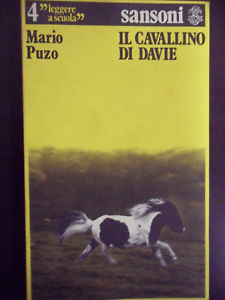 4 "leggere
a scuola"
sansoni
Mario
Puzo
"IL CAVALLINO
DI DAVIE